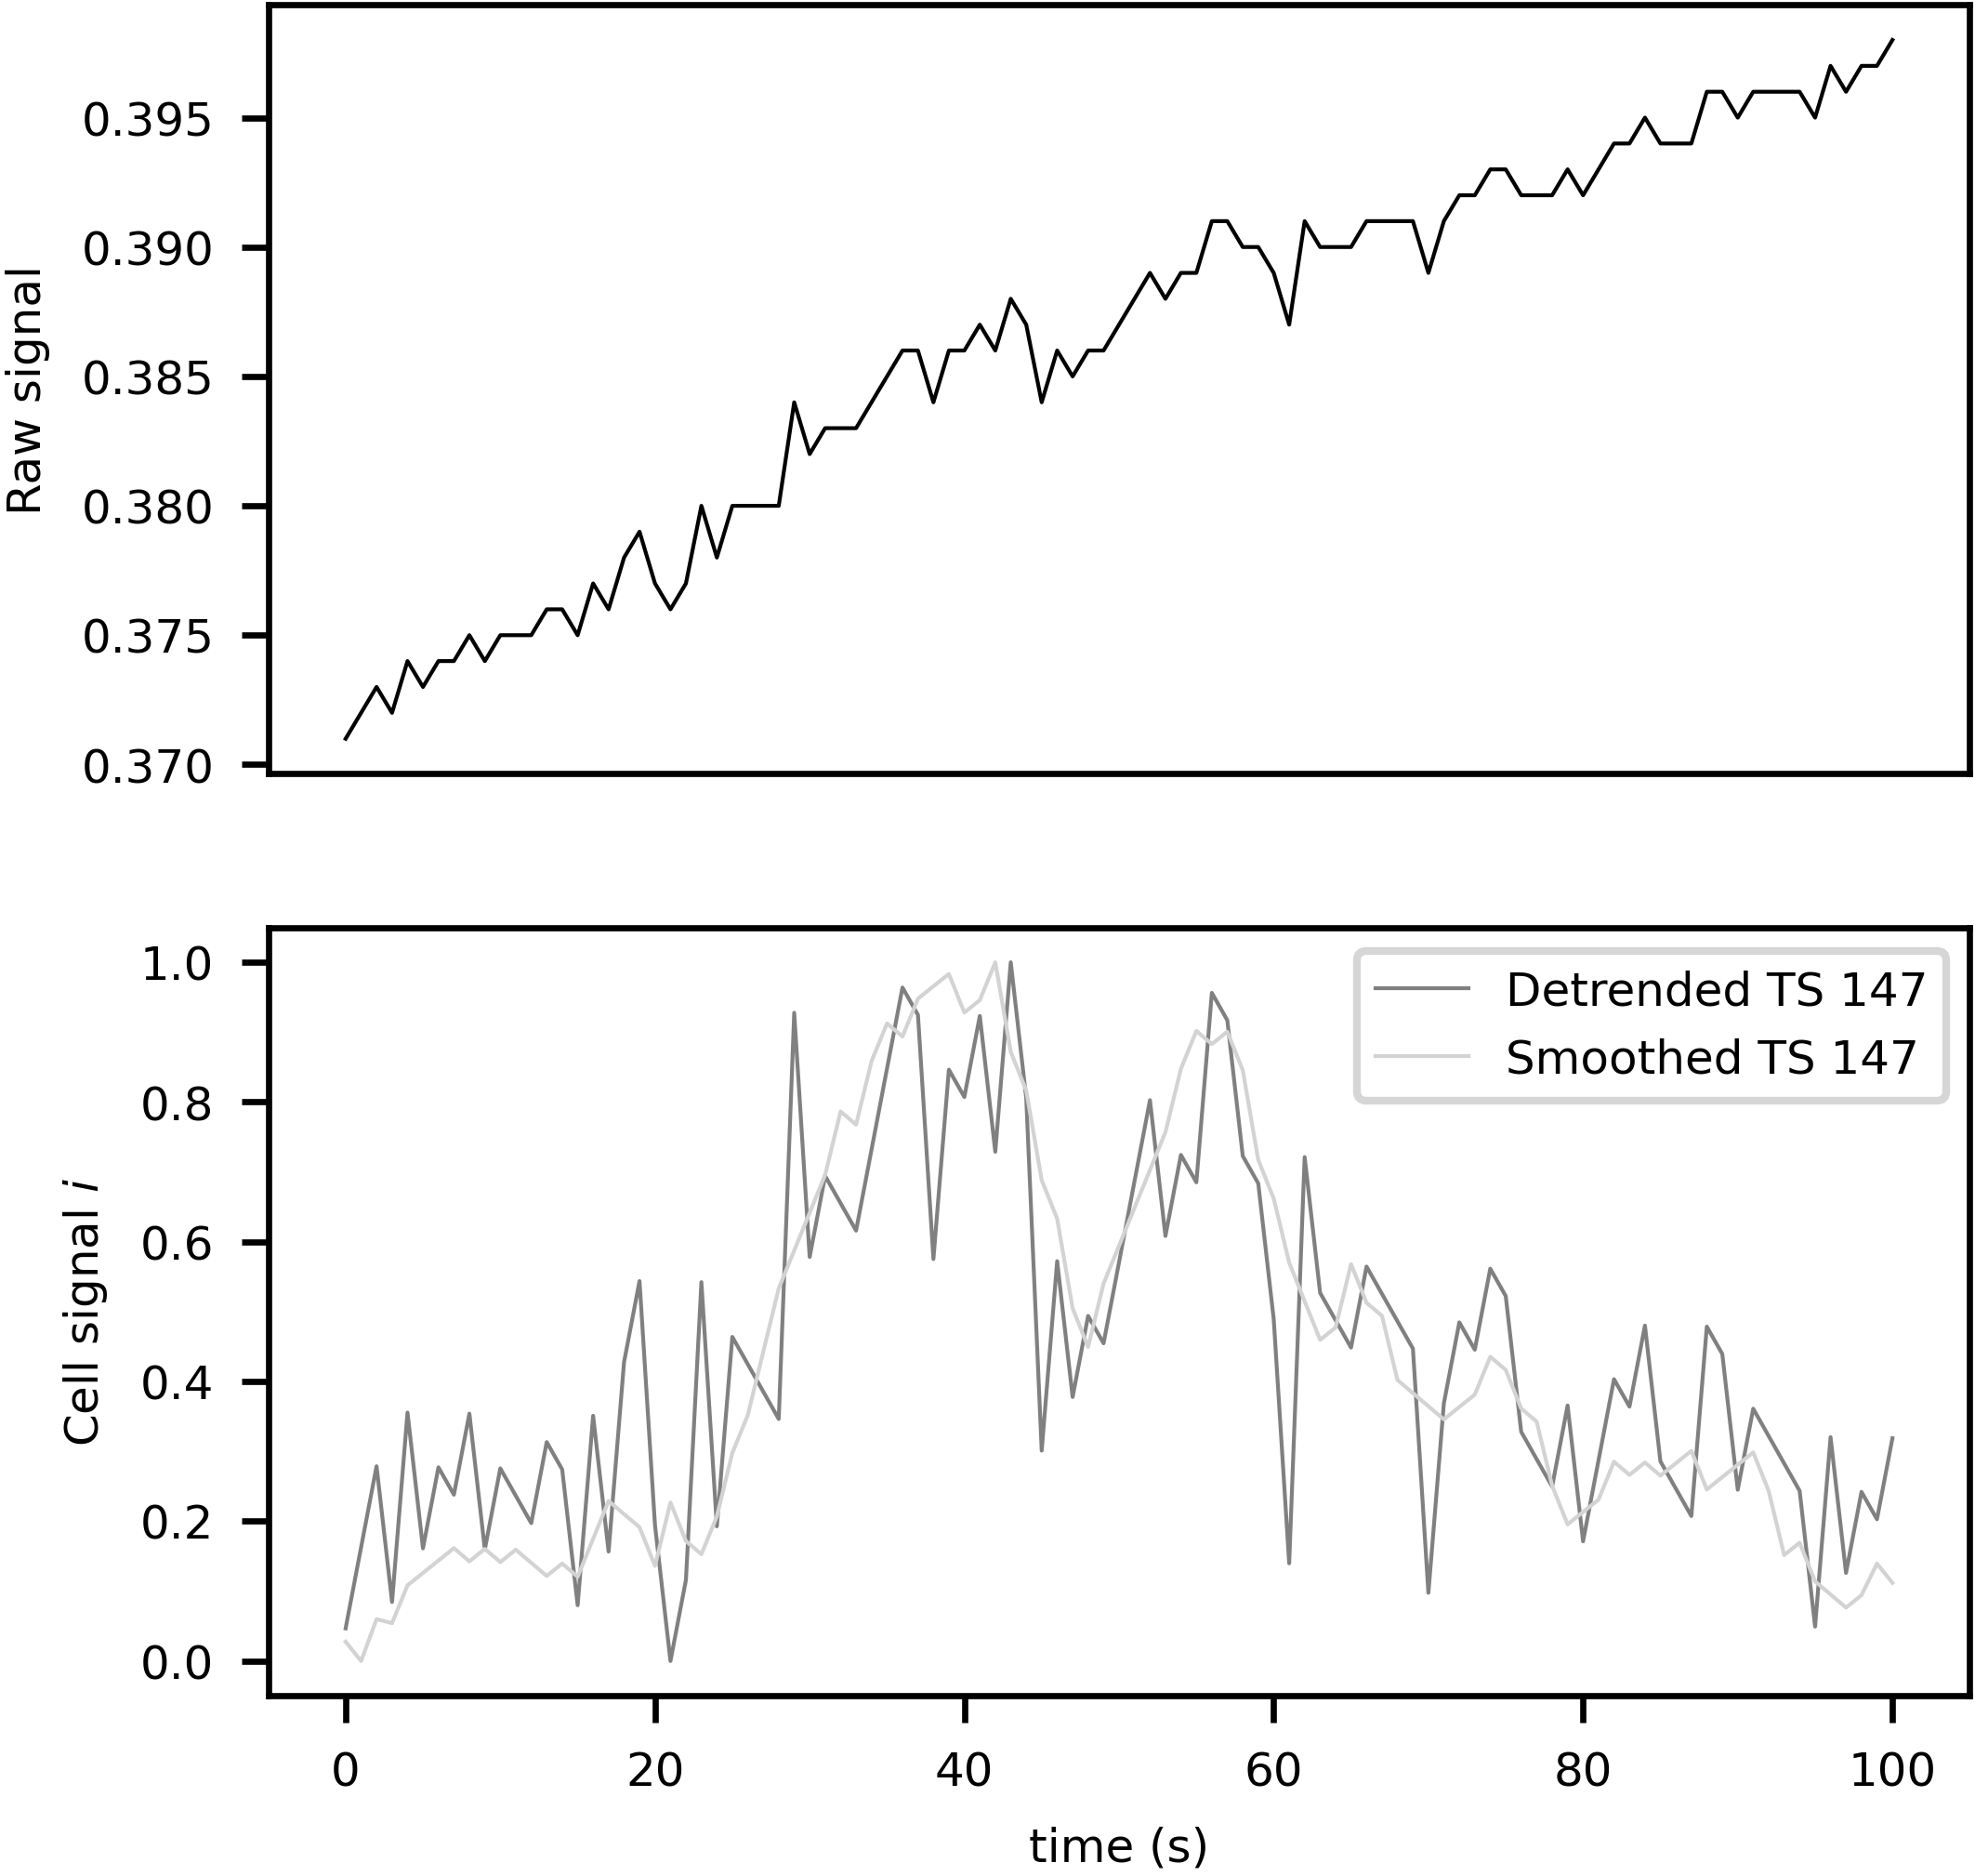 Raw signal
0.395
0.390
0.385
0.380
0.375
0.370
Cell signal i
1.0
0.8
0.6
0.4
0.2
0.0
Detrended TS 147
Smoothed TS 147
0 20 40 60 80 100
time (s)